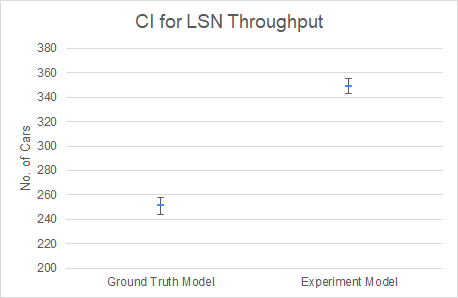 CI for LSN Throughput
380
360
340
320
300
280
260
240
220
200
No. of Cars
Ground Truth Model
Experiment Model